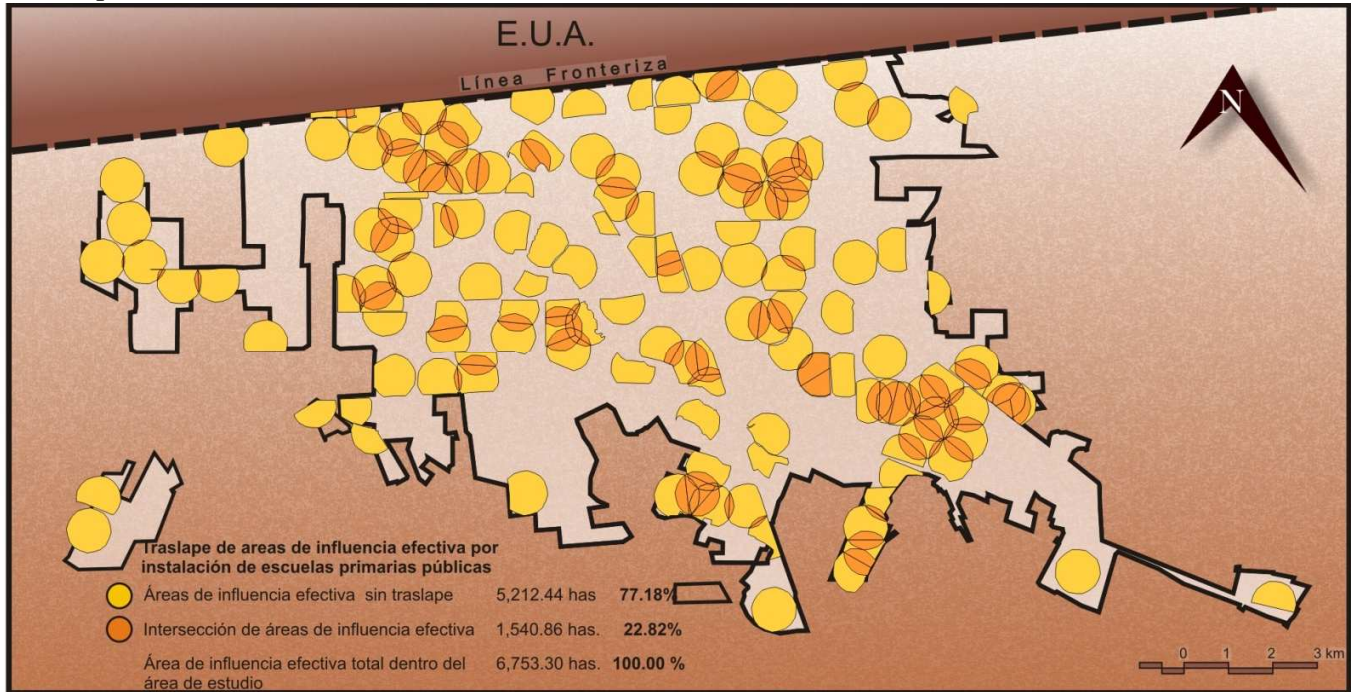 E.U.A.
Línea Fronteriza
N
Traslape de areas de influencia efectiva por
instalación de escuelas primarias públicas
Áreas de influencia efectiva sin traslape 5,212.44 has 77.18%
Intersección de áreas de influencia efectiva 1,540.86 has. 22.82%
Área de influencia efectiva total dentro del 6,753.30 has. 100.00 %
área de estudio
0 1 2 3 km